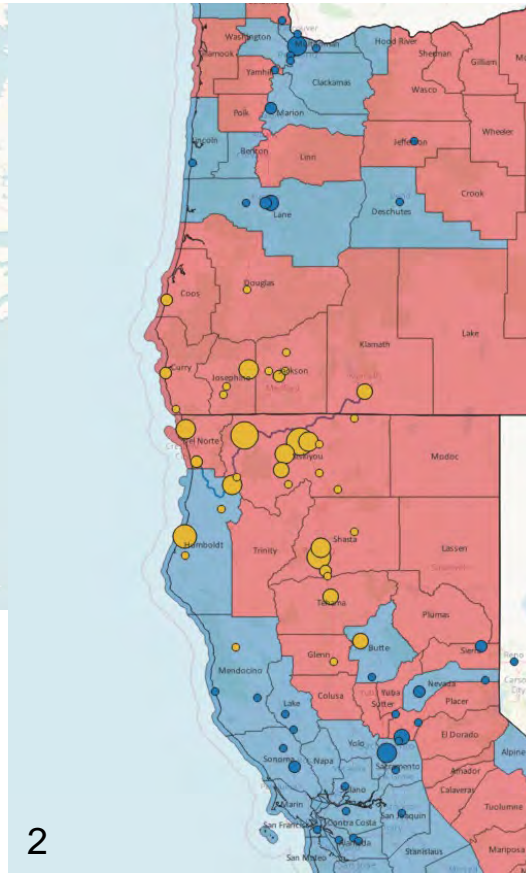 Washington
Hood River
Sherman
Gilliam
Yamhill
Clackamas
Wasco
Polk
Marion
Wheeler
Lincoln
Benton
Linn
Jefferson
Crook
Lane
Deschutes
Douglas
Coos
Klamath
Lake
Curry
Josephine
Jackson
Del Norte
Siskiyou
Modoc
Humboldt
Trinity
Shasta
Lassen
Tehama
Plumas
Mendocino
Glenn
Butte
Sierra
Reno
Colusa
Lake
Yuba
Sutter
Nevada
Placer
Yolo
El Dorado
Alpine
Sonoma
Napa
Sacramento
Amador
Calaveras
Marin
Solano
San Joaquin
Tuolumne
San Francisco
Contra Costa
Alameda
Stanislaus
San Mateo
Mariposa
2